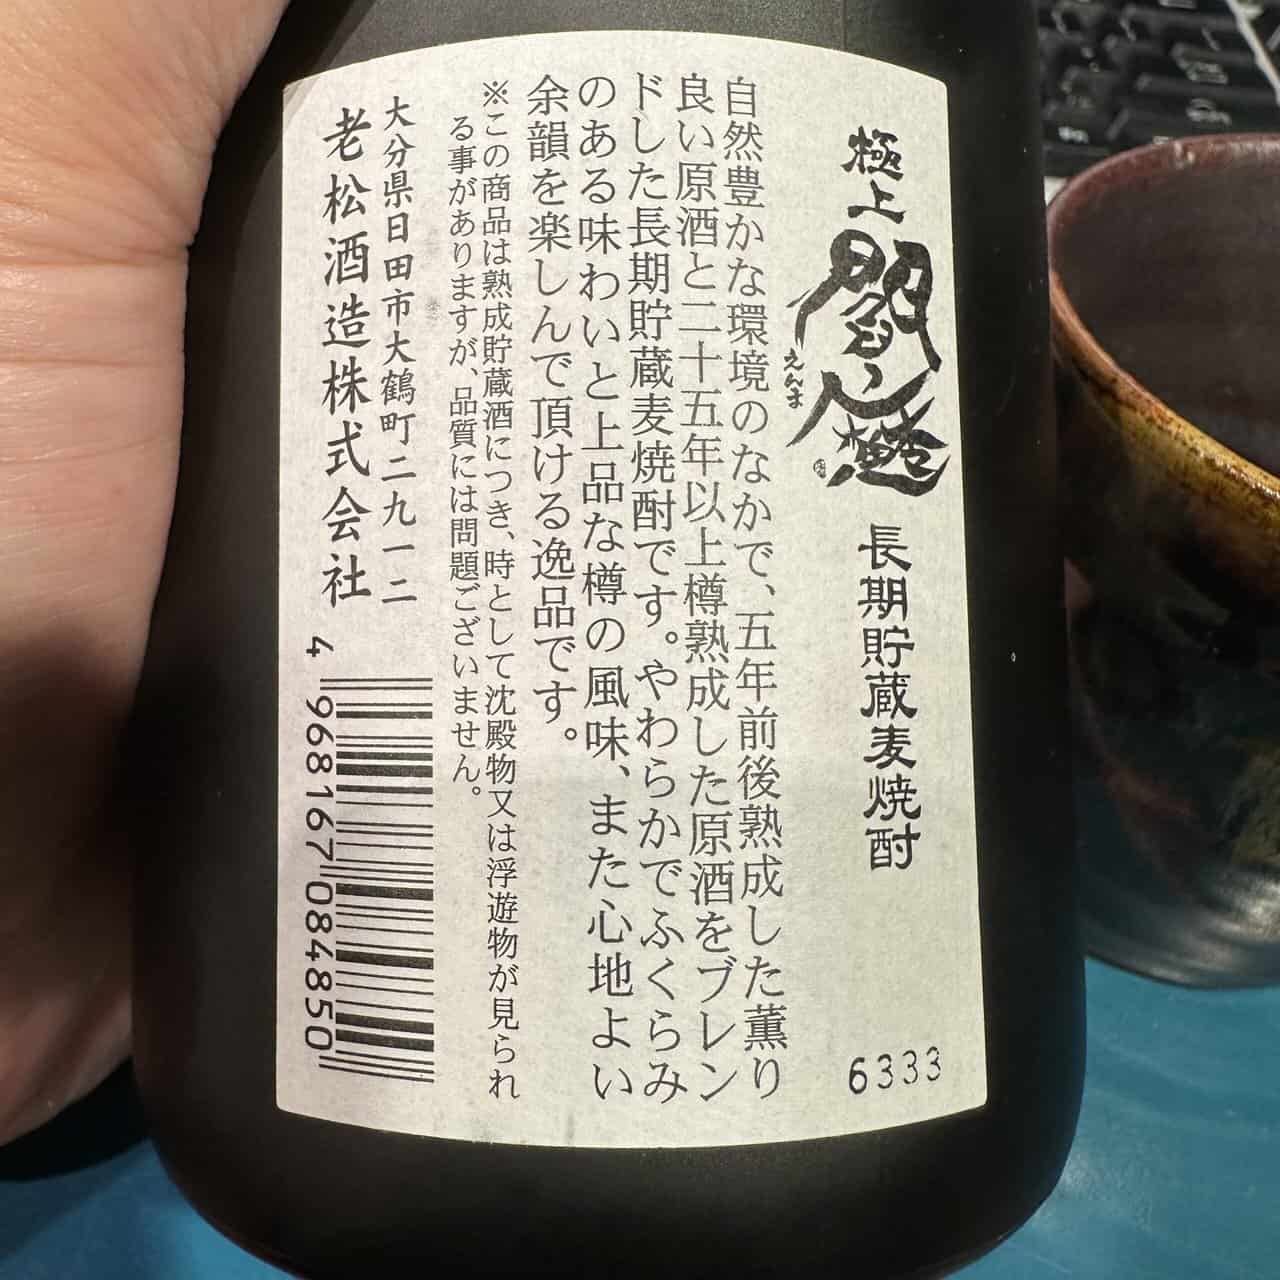 極上
閻魔
えんま
長期貯蔵麦焼酎
6333
自然豊かな環境のなかで、五年前後熟成した薫り
良い原酒と二十五年以上樽熟成した原酒をブレン
ドした長期貯蔵麦焼酎です。やわらかでふくらみ
のある味わいと上品な樽の風味、また心地よい
余韻を楽しんで頂ける逸品です。
※この商品は熟成貯蔵酒につき、時として沈殿物又は浮遊物が見られ
る事がありますが、品質には問題ございません。
大分県日田市大鶴町二九一二
老松酒造株式会社
4 968167 084850